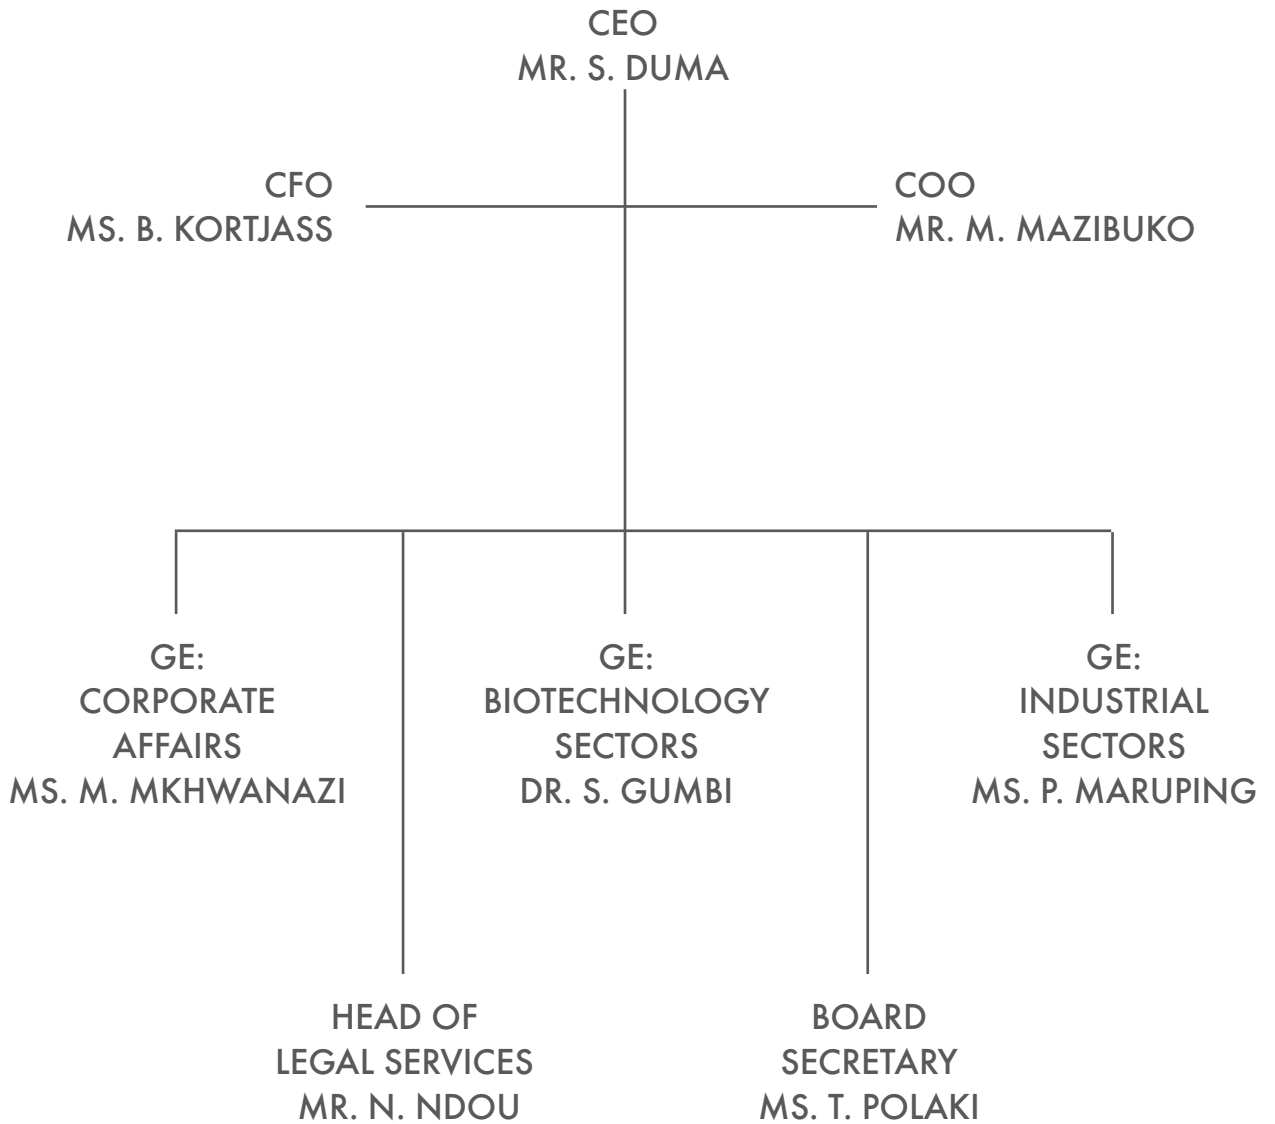 CEO
MR. S. DUMA
CFO
MS. B. KORTJASS
COO
MR. M. MAZIBUKO
GE:
CORPORATE
AFFAIRS
MS. M. MKHWANAZI
GE:
BIOTECHNOLOGY
SECTORS
DR. S. GUMBI
GE:
INDUSTRIAL
SECTORS
MS. P. MARUPING
HEAD OF
LEGAL SERVICES
MR. N. NDOU
BOARD
SECRETARY
MS. T. POLAKI